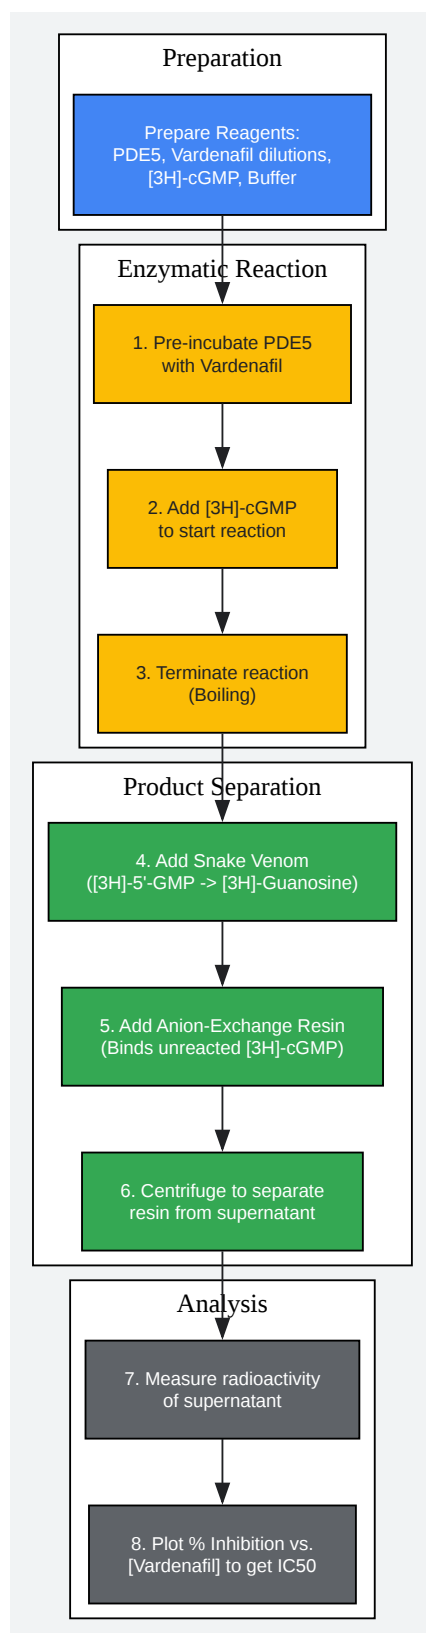 Preparation
Prepare Reagents:
PDE5, Vardenafil dilutions,
[3H]-cGMP, Buffer
Enzymatic Reaction
1. Pre-incubate PDE5
with Vardenafil
2. Add [3H]-cGMP
to start reaction
3. Terminate reaction
(Boiling)
Product Separation
4. Add Snake Venom
([3H]-5'-GMP -> [3H]-Guanosine)
5. Add Anion-Exchange Resin
(Binds unreacted [3H]-cGMP)
6. Centrifuge to separate
resin from supernatant
Analysis
7. Measure radioactivity
of supernatant
8. Plot % Inhibition vs.
[Vardenafil] to get IC50